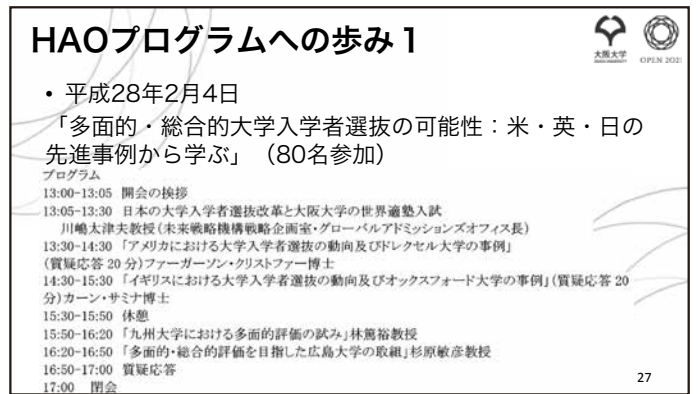 HAOプログラムへの歩み１
大阪大学
OSAKA UNIVERSITY
OPEN 2021
• 平成28年2月4日
「多面的・総合的大学入学者選抜の可能性：米・英・日の
先進事例から学ぶ」（80名参加）
プログラム
13:00-13:05 開会の挨拶
13:05-13:30 日本の大学入学者選抜改革と大阪大学の世界適塾入試
川嶋太津夫教授（未来戦略機構戦略企画室・グローバルアドミッションズオフィス長）
13:30-14:30 「アメリカにおける大学入学者選抜の動向及びドレクセル大学の事例」
（質疑応答 20 分）ファーガーソン・クリストファー博士
14:30-15:30 「イギリスにおける大学入学者選抜の動向及びオックスフォード大学の事例」（質疑応答 20
分）カーン・サミナ博士
15:30-15:50 休憩
15:50-16:20 「九州大学における多面的評価の試み」林篤裕教授
16:20-16:50 「多面的・総合的評価を目指した広島大学の取組」杉原敏彦教授
16:50-17:00 質疑応答
17:00 閉会
27